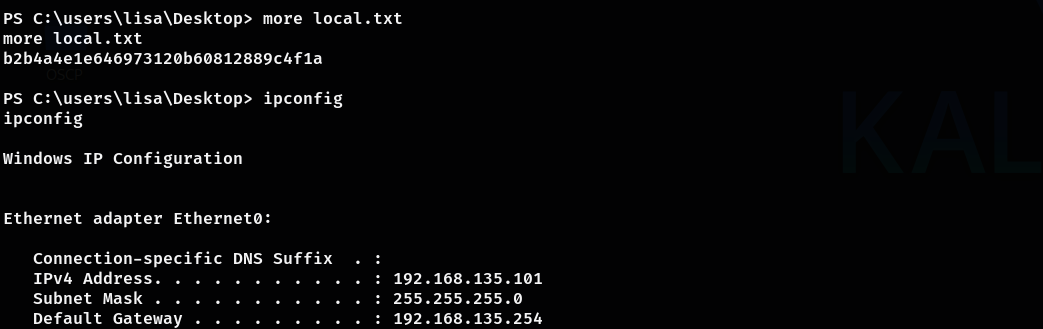 PS C:\users\lisa\Desktop> more local.txt
more local.txt
b2b4a4e1e646973120b60812889c4f1a
OSCP
PS C:\users\lisa\Desktop> ipconfig
ipconfig
KAL
Windows IP Configuration
Ethernet adapter Ethernet0:
Connection-specific DNS Suffix  . :
IPv4 Address. . . . . . . . . . . : 192.168.135.101
Subnet Mask . . . . . . . . . . . : 255.255.255.0
Default Gateway . . . . . . . . . : 192.168.135.254